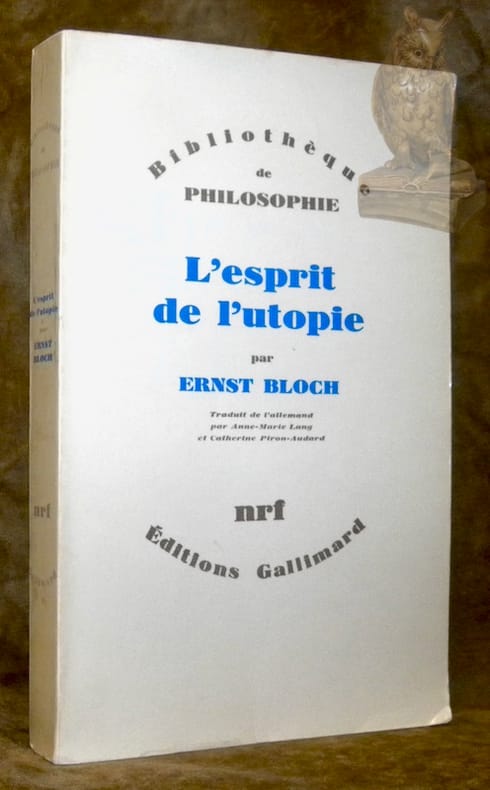 Bibliothèqu
de
PHILOSOPHIE
L'esprit
de l'utopie
par
ERNST BLOCH
Traduit de l'allemand
par Anne-Marie Lang
et Catherine Piron-Audard
nrf
Éditions Gallimard
L'esprit
de l'utopie
par
ERNST
BLOCH
nrf